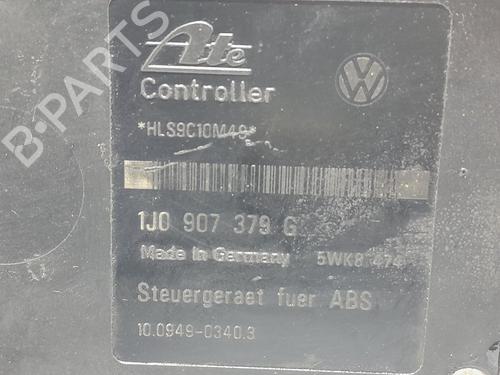 Ate
Controller
*HLS9C10M49*
1J0 907 379 G
Made in Germany 5WK8 474
Steuergeraet fuer ABS
10.0949-0340.3
B-PARTS